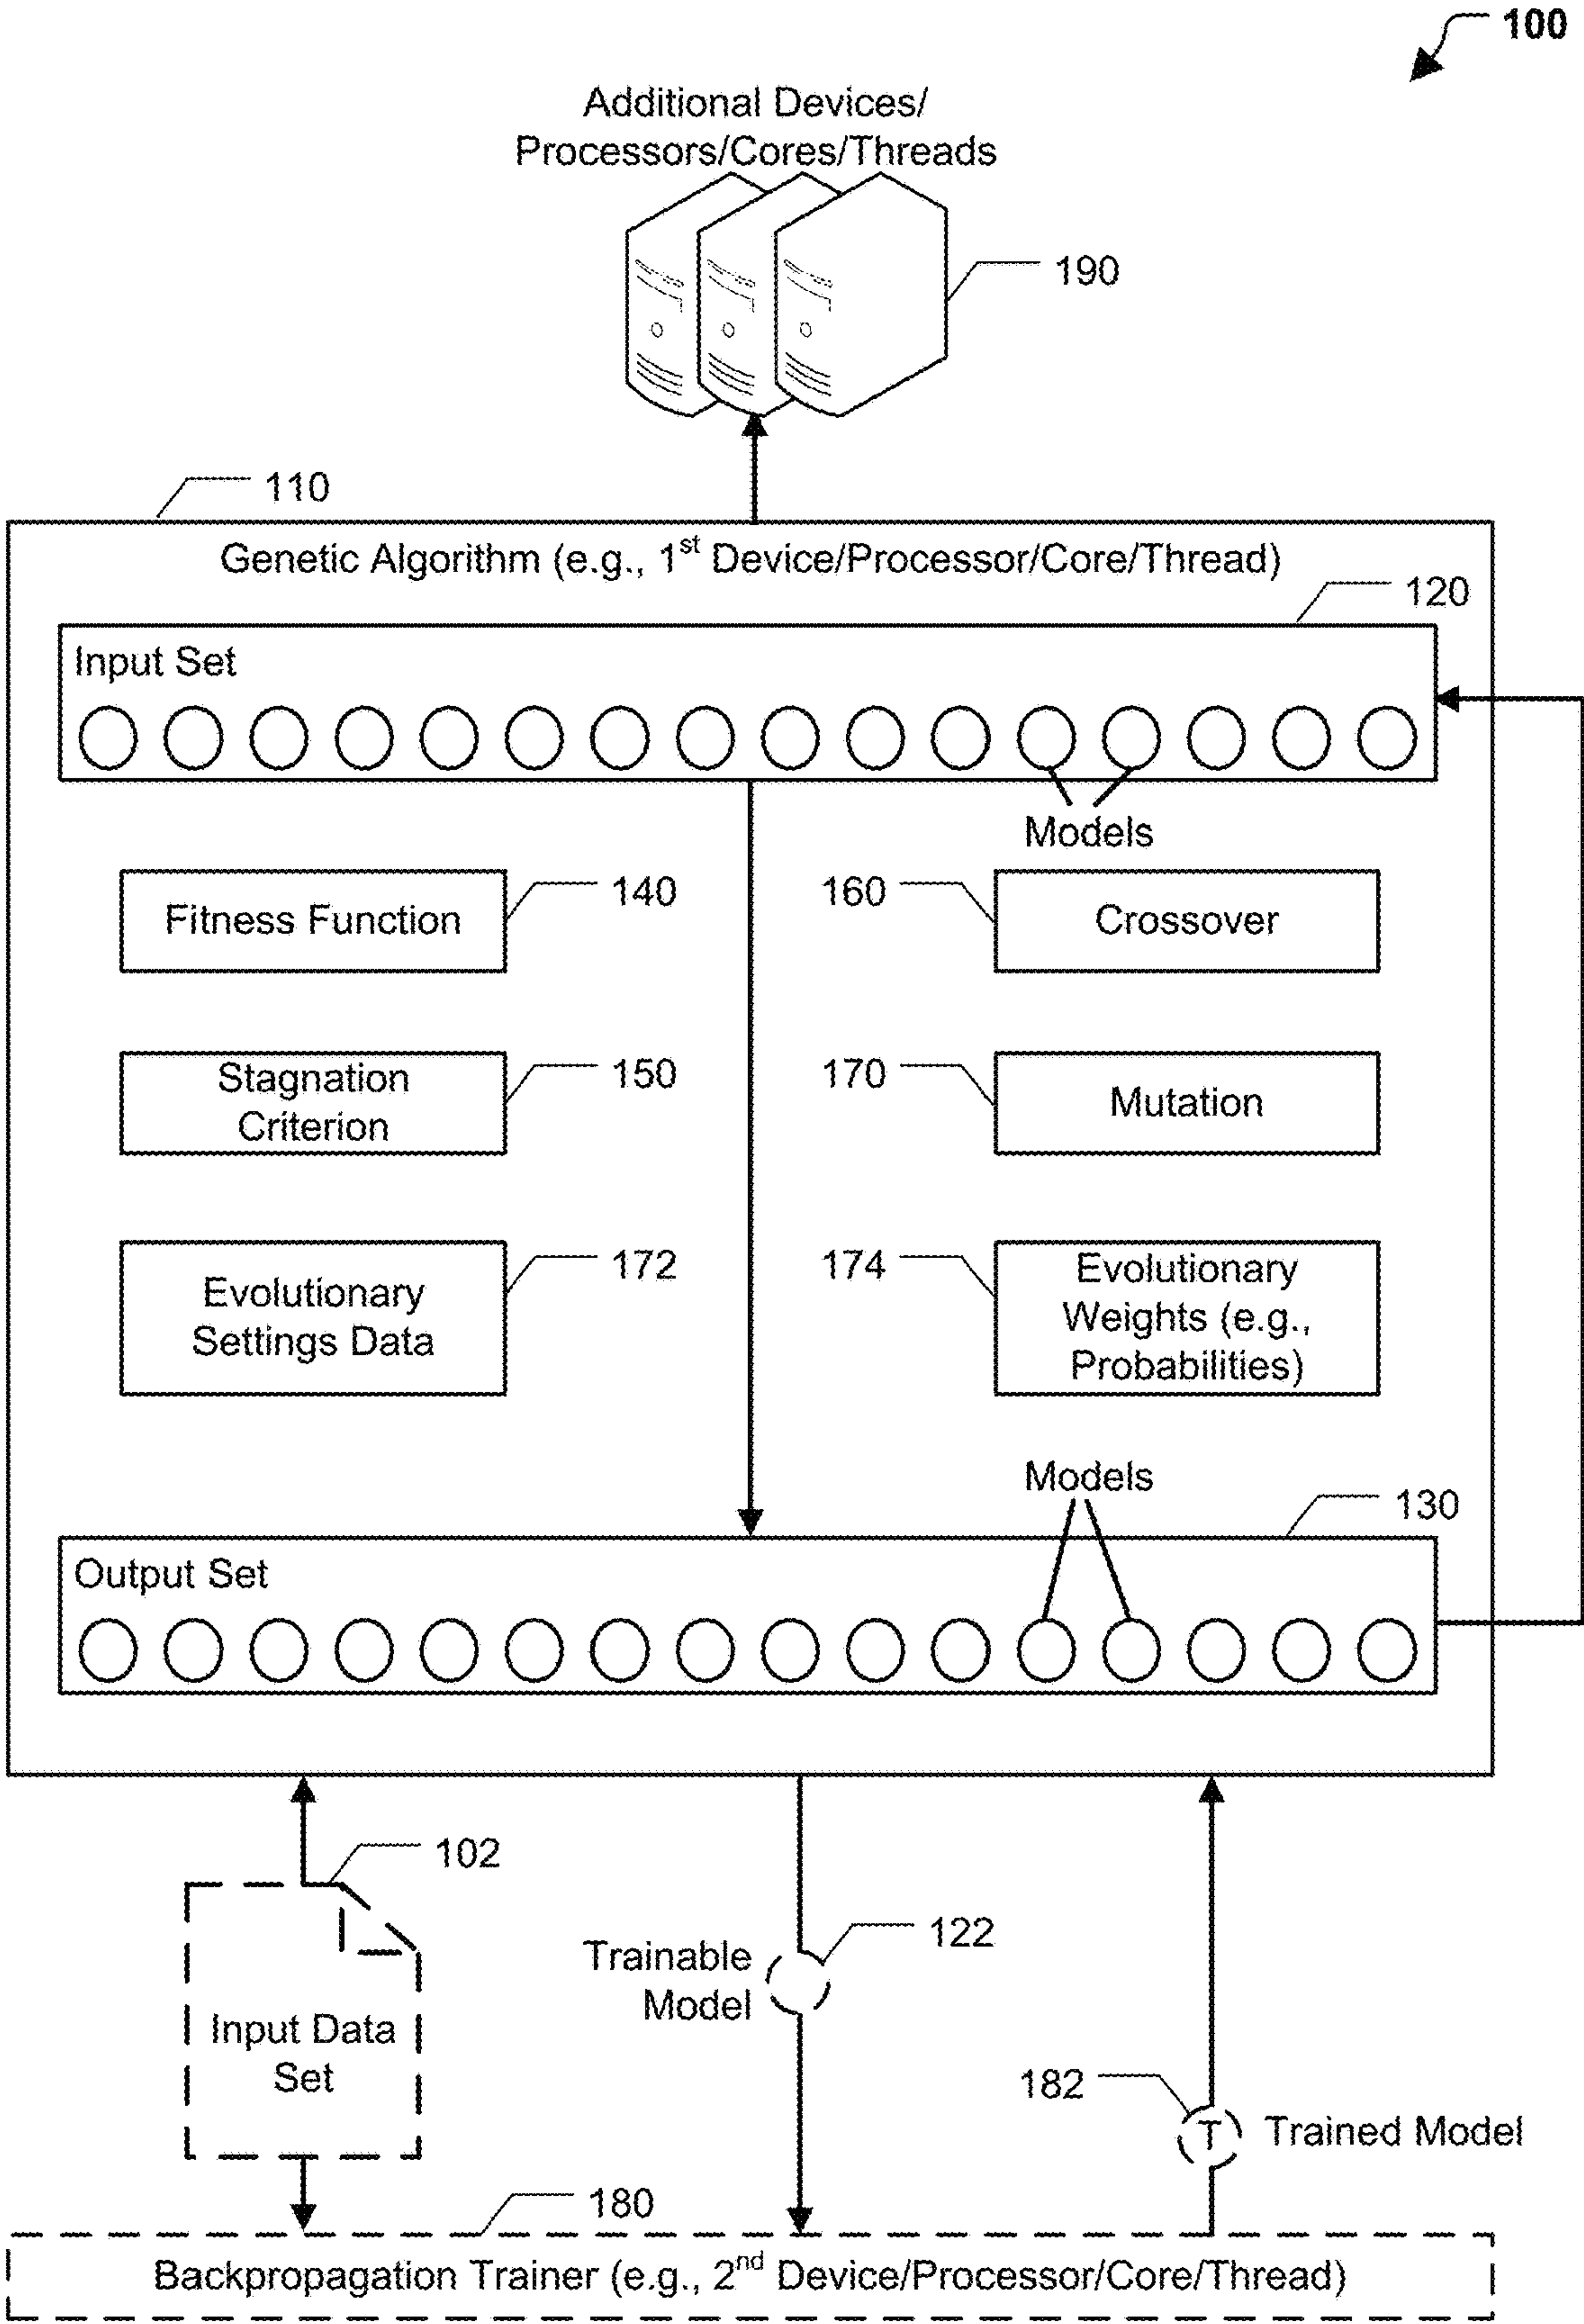 100
Additional Devices/
Processors/Cores/Threads
190
110
Genetic Algorithm (e.g., 1st Device/Processor/Core/Thread)
120
Input Set
Models
Fitness Function
140
160
Crossover
Stagnation
Criterion
150
170
Mutation
Evolutionary
Settings Data
172
174
Evolutionary
Weights (e.g.,
Probabilities)
Models
130
Output Set
102
Input Data
Set
Trainable
Model
122
182
T
Trained Model
180
Backpropagation Trainer (e.g., 2nd Device/Processor/Core/Thread)